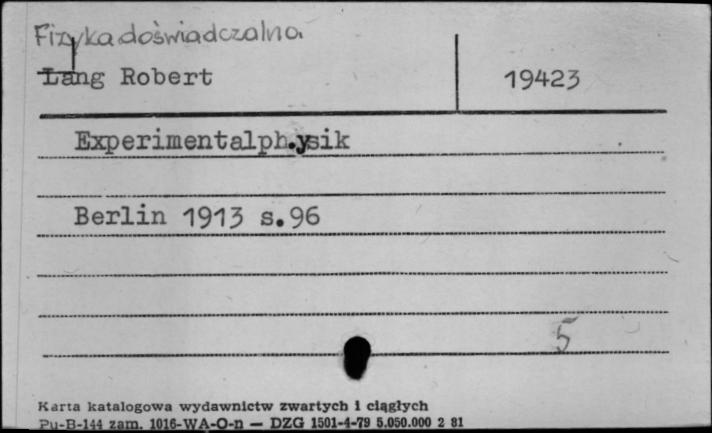 Fizyka doświadczalna
Lang Robert 19423
Experimentalph.ysik
Berlin 1913 s.96
5
Karta katalogowa wydawnictw zwartych i ciągłych
Pu-B-144 zam. 1016-WA-O-n — DZG 1501-4-79 5.050.000 2 81